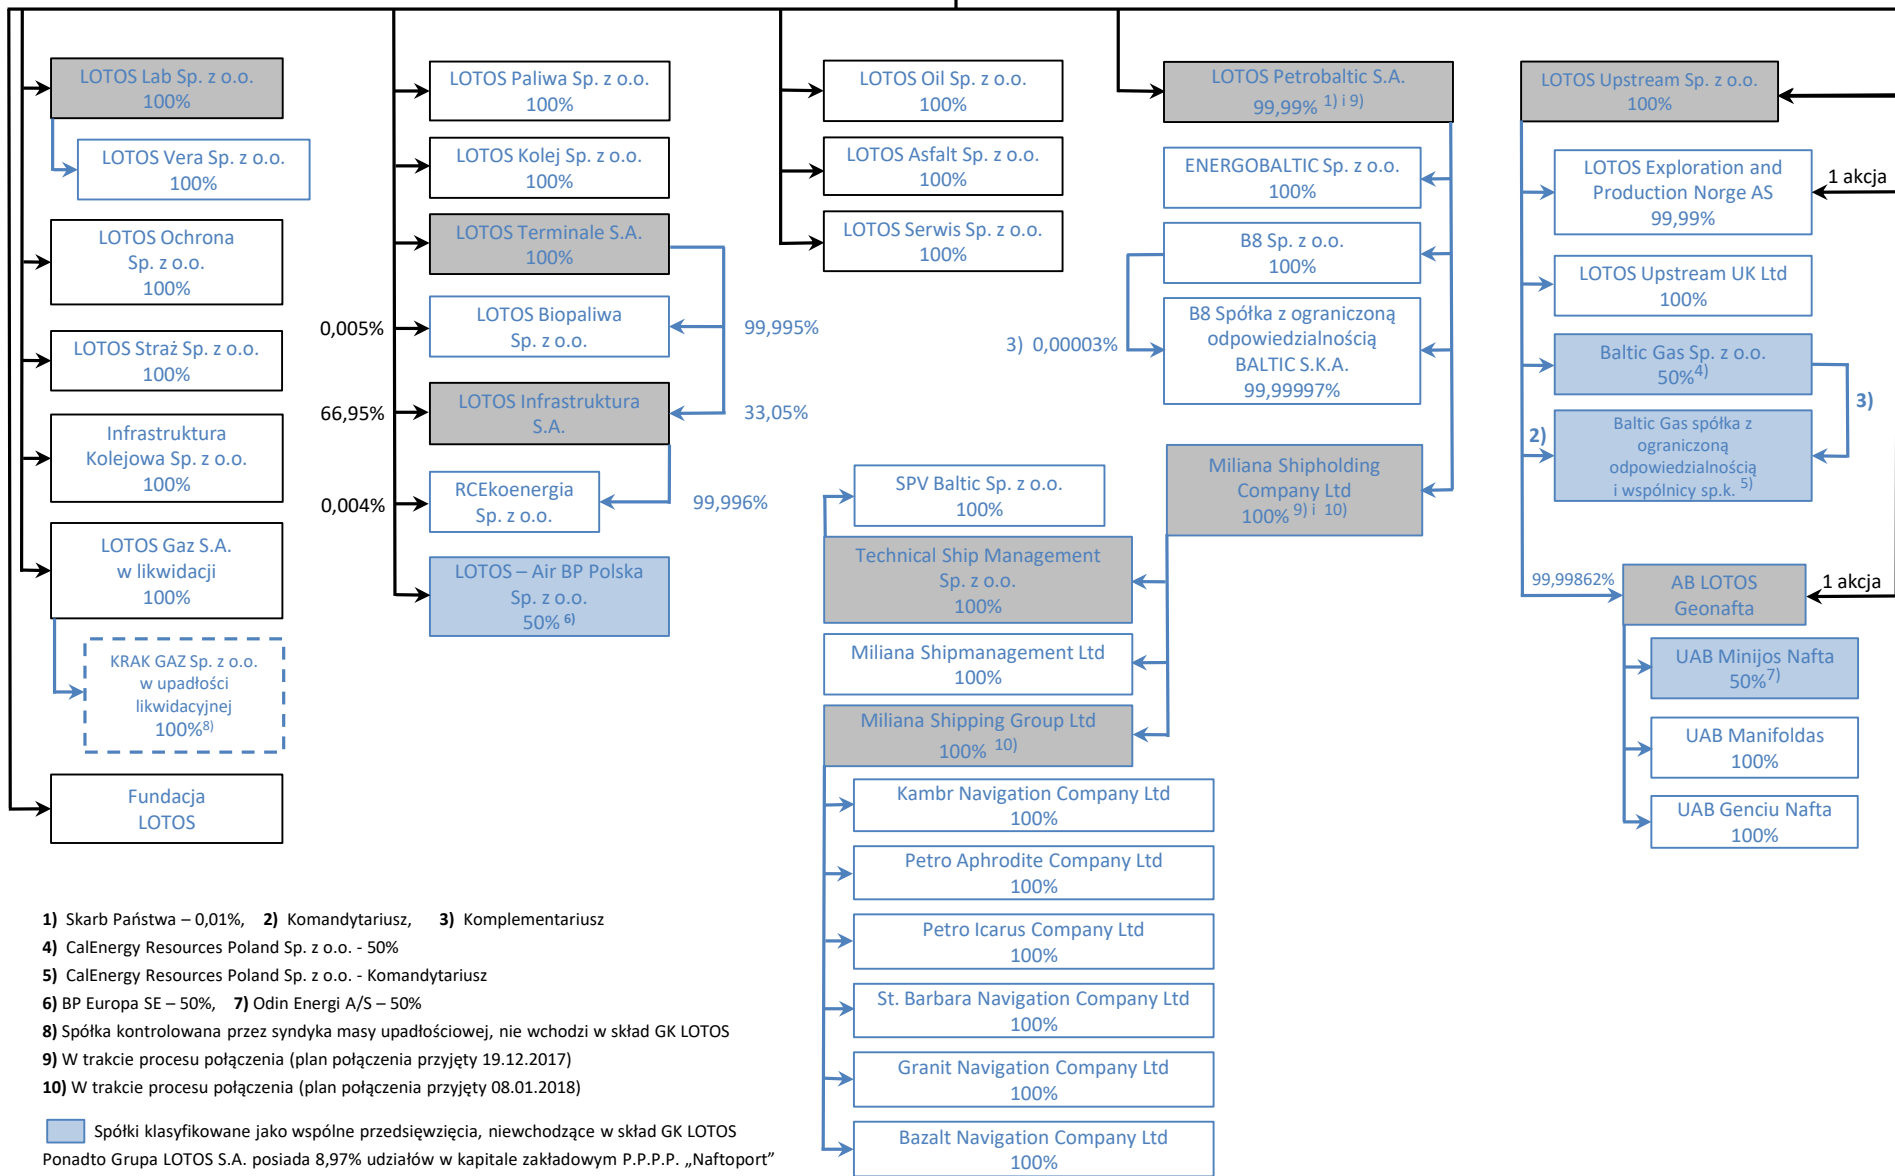 LOTOS Lab Sp. z o.o.
100%
LOTOS Vera Sp. z o.o.
100%
LOTOS Ochrona
Sp. z o.o.
100%
LOTOS Straż Sp. z o.o.
100%
Infrastruktura
Kolejowa Sp. z o.o.
100%
LOTOS Gaz S.A.
w likwidacji
100%
KRAK GAZ Sp. z o.o.
w upadłości
likwidacyjnej
100%8)
Fundacja
LOTOS
LOTOS Paliwa Sp. z o.o.
100%
LOTOS Kolej Sp. z o.o.
100%
LOTOS Terminale S.A.
100%
0,005%
LOTOS Biopaliwa
Sp. z o.o.
99,995%
66,95%
LOTOS Infrastruktura
S.A.
33,05%
0,004%
RCEkoenergia
Sp. z o.o.
99,996%
LOTOS – Air BP Polska
Sp. z o.o.
50% 6)
LOTOS Oil Sp. z o.o.
100%
LOTOS Asfalt Sp. z o.o.
100%
LOTOS Serwis Sp. z o.o.
100%
LOTOS Petrobaltic S.A.
99,99% 1) i 9)
ENERGOBALTIC Sp. z o.o.
100%
B8 Sp. z o.o.
100%
3) 0,00003%
B8 Spółka z ograniczoną
odpowiedzialnością
BALTIC S.K.A.
99,99997%
Miliana Shipholding
Company Ltd
100% 9) i 10)
SPV Baltic Sp. z o.o.
100%
Technical Ship Management
Sp. z o.o.
100%
Miliana Shipmanagement Ltd
100%
Miliana Shipping Group Ltd
100% 10)
Kambr Navigation Company Ltd
100%
Petro Aphrodite Company Ltd
100%
Petro Icarus Company Ltd
100%
St. Barbara Navigation Company Ltd
100%
Granit Navigation Company Ltd
100%
Bazalt Navigation Company Ltd
100%
LOTOS Upstream Sp. z o.o.
100%
LOTOS Exploration and
Production Norge AS
99,99%
1 akcja
LOTOS Upstream UK Ltd
100%
Baltic Gas Sp. z o.o.
50%4)
3)
2)
Baltic Gas spółka z
ograniczoną
odpowiedzialnością
i wspólnicy sp.k. 5)
99,99862%
AB LOTOS
Geonafta
1 akcja
UAB Minijos Nafta
50%7)
UAB Manifoldas
100%
UAB Genciu Nafta
100%
1) Skarb Państwa – 0,01%, 2) Komandytariusz, 3) Komplementariusz
4) CalEnergy Resources Poland Sp. z o.o. - 50%
5) CalEnergy Resources Poland Sp. z o.o. - Komandytariusz
6) BP Europa SE – 50%, 7) Odin Energi A/S – 50%
8) Spółka kontrolowana przez syndyka masy upadłościowej, nie wchodzi w skład GK LOTOS
9) W trakcie procesu połączenia (plan połączenia przyjęty 19.12.2017)
10) W trakcie procesu połączenia (plan połączenia przyjęty 08.01.2018)
Spółki klasyfikowane jako wspólne przedsięwzięcia, niewchodzące w skład GK LOTOS
Ponadto Grupa LOTOS S.A. posiada 8,97% udziałów w kapitale zakładowym P.P.P.P. „Naftoport”